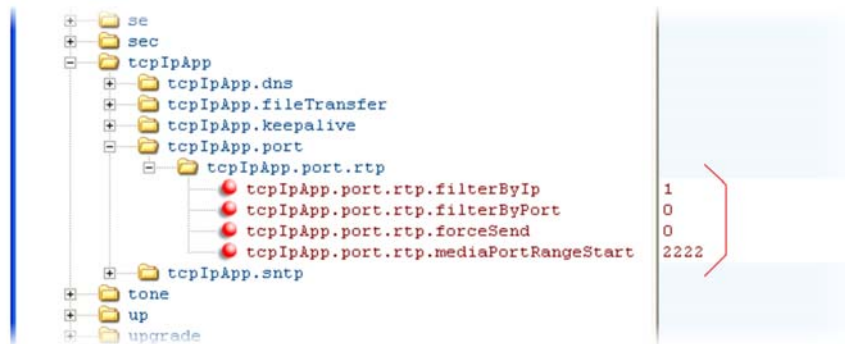 se
sec
tcpIpApp
tcpIpApp.dns
tcpIpApp.fileTransfer
tcpIpApp.keepalive
tcpIpApp.port
tcpIpApp.port.rtp
tcpIpApp.port.rtp.filterByIp 1
tcpIpApp.port.rtp.filterByPort 0
tcpIpApp.port.rtp.forceSend 0
tcpIpApp.port.rtp.mediaPortRangeStart 2222
tcpIpApp.sntp
tone
up
upgrade